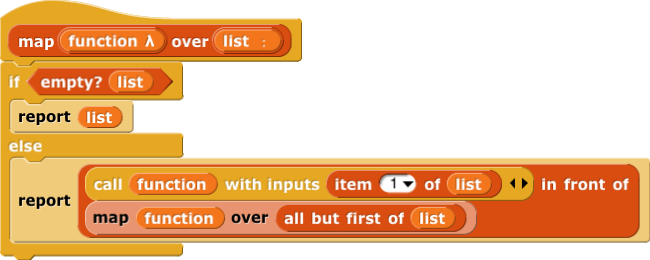 map function λ over list :
if empty? list
report list
else
report call function with inputs item 1 of list in front of
map function over all but first of list